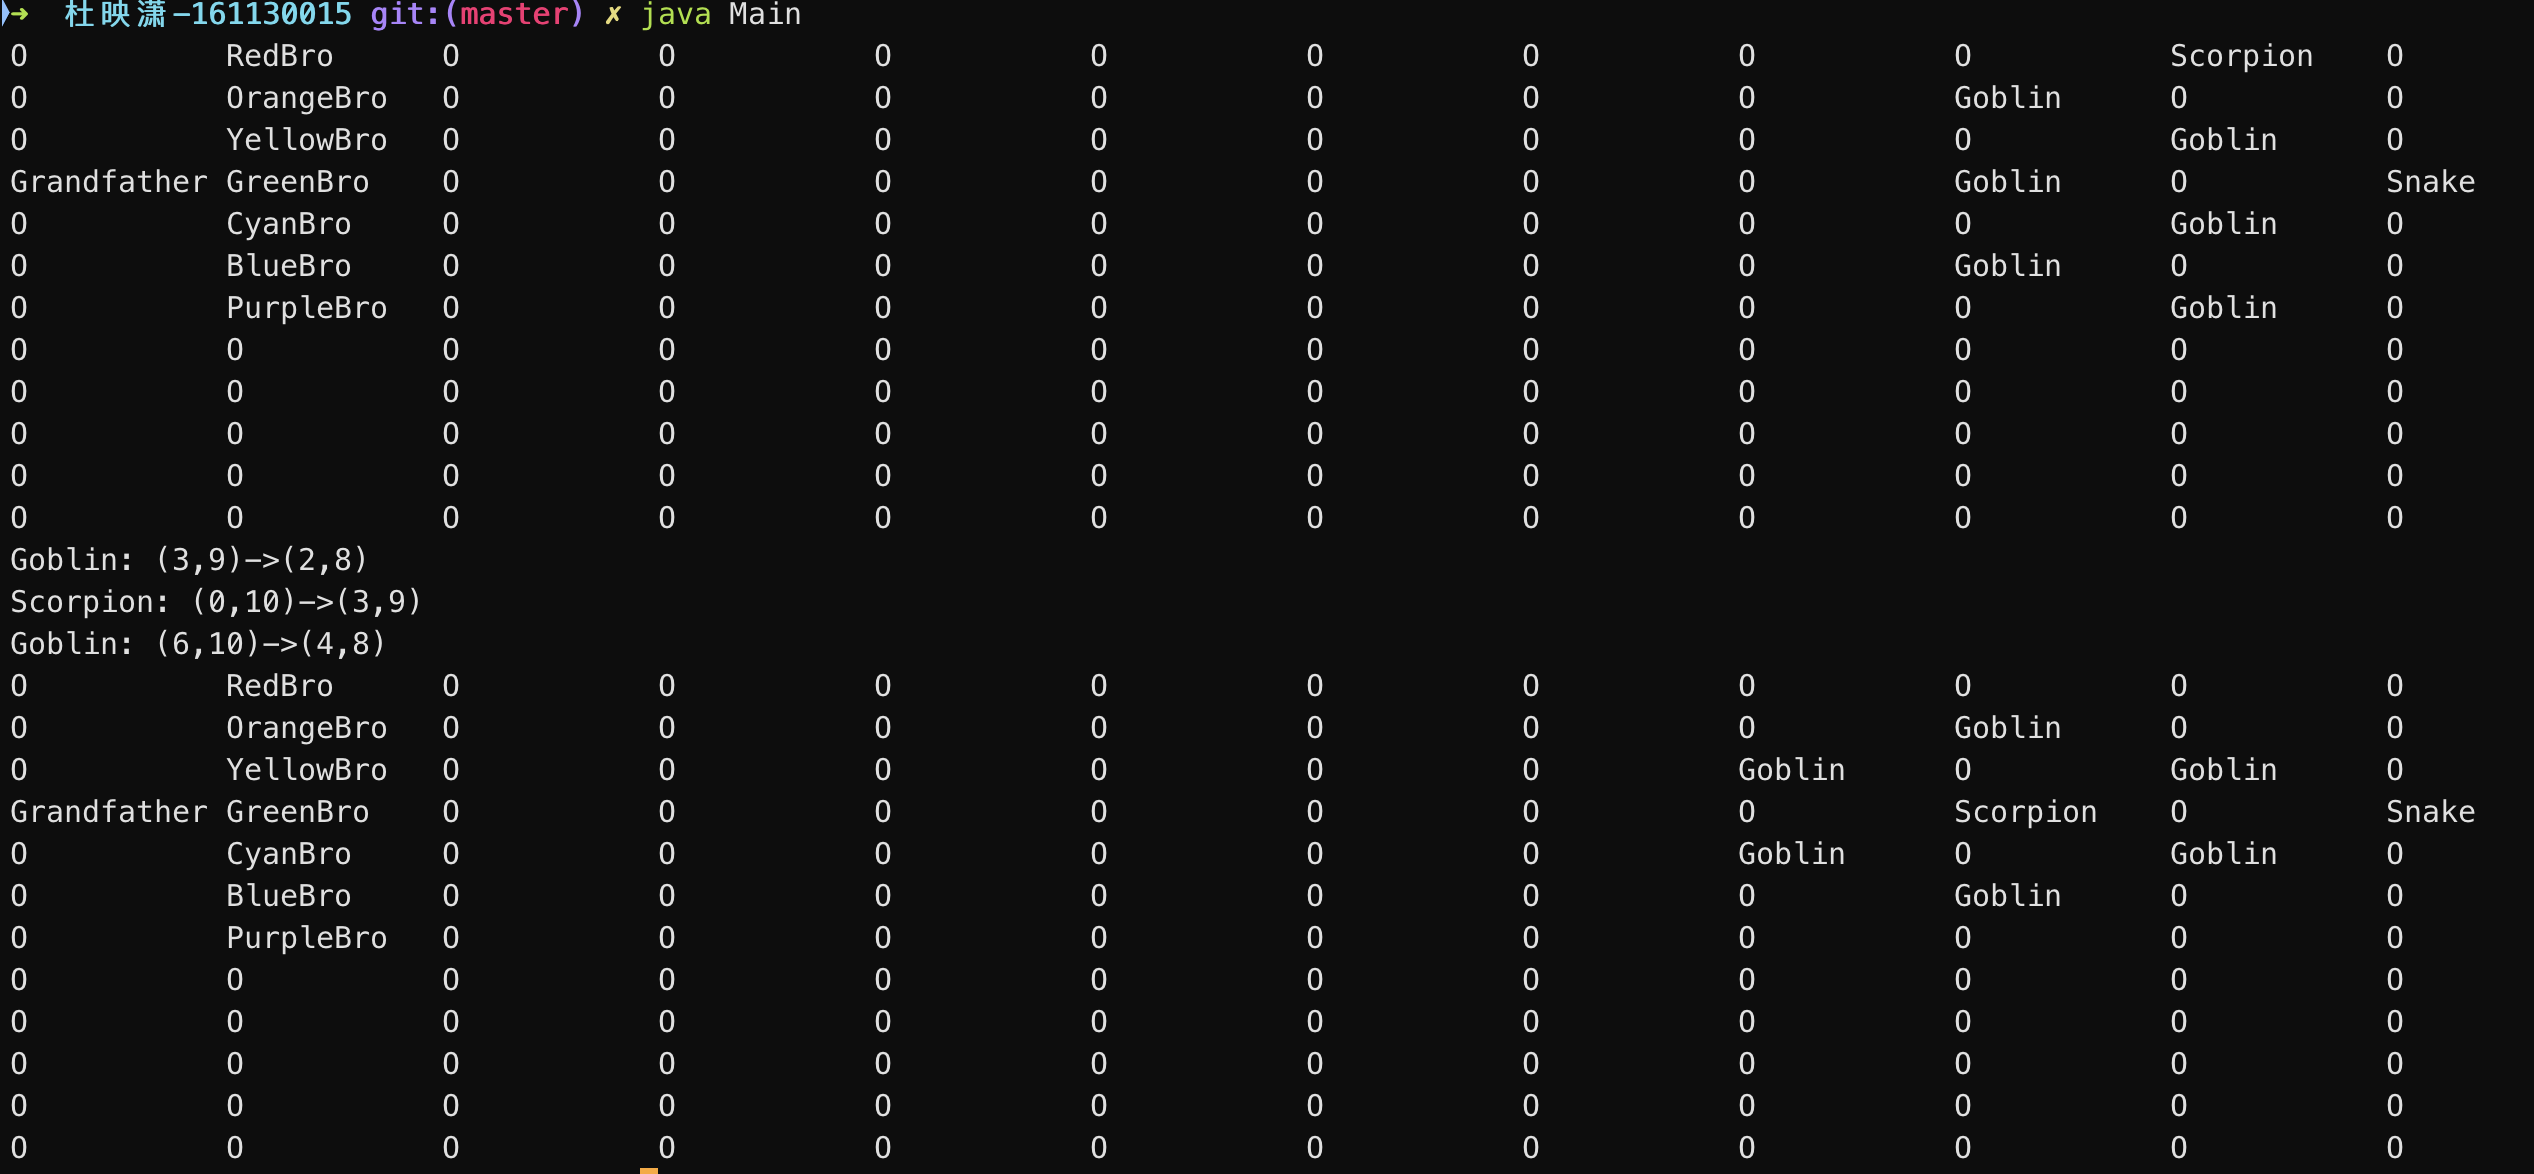 ➜  杜映潇-161130015 git:(master) ✗ java Main
O           RedBro      O           O           O           O           O           O           O           O           Scorpion    O
O           OrangeBro   O           O           O           O           O           O           O           Goblin      O           O
O           YellowBro   O           O           O           O           O           O           O           O           Goblin      O
Grandfather GreenBro    O           O           O           O           O           O           O           Goblin      O           Snake
O           CyanBro     O           O           O           O           O           O           O           O           Goblin      O
O           BlueBro     O           O           O           O           O           O           O           Goblin      O           O
O           PurpleBro   O           O           O           O           O           O           O           O           Goblin      O
O           O           O           O           O           O           O           O           O           O           O           O
O           O           O           O           O           O           O           O           O           O           O           O
O           O           O           O           O           O           O           O           O           O           O           O
O           O           O           O           O           O           O           O           O           O           O           O
O           O           O           O           O           O           O           O           O           O           O           O
Goblin: (3,9)->(2,8)
Scorpion: (0,10)->(3,9)
Goblin: (6,10)->(4,8)
O           RedBro      O           O           O           O           O           O           O           O           O           O
O           OrangeBro   O           O           O           O           O           O           O           Goblin      O           O
O           YellowBro   O           O           O           O           O           O           Goblin      O           Goblin      O
Grandfather GreenBro    O           O           O           O           O           O           O           Scorpion    O           Snake
O           CyanBro     O           O           O           O           O           O           Goblin      O           Goblin      O
O           BlueBro     O           O           O           O           O           O           O           Goblin      O           O
O           PurpleBro   O           O           O           O           O           O           O           O           O           O
O           O           O           O           O           O           O           O           O           O           O           O
O           O           O           O           O           O           O           O           O           O           O           O
O           O           O           O           O           O           O           O           O           O           O           O
O           O           O           O           O           O           O           O           O           O           O           O
O           O           O           O           O           O           O           O           O           O           O           O